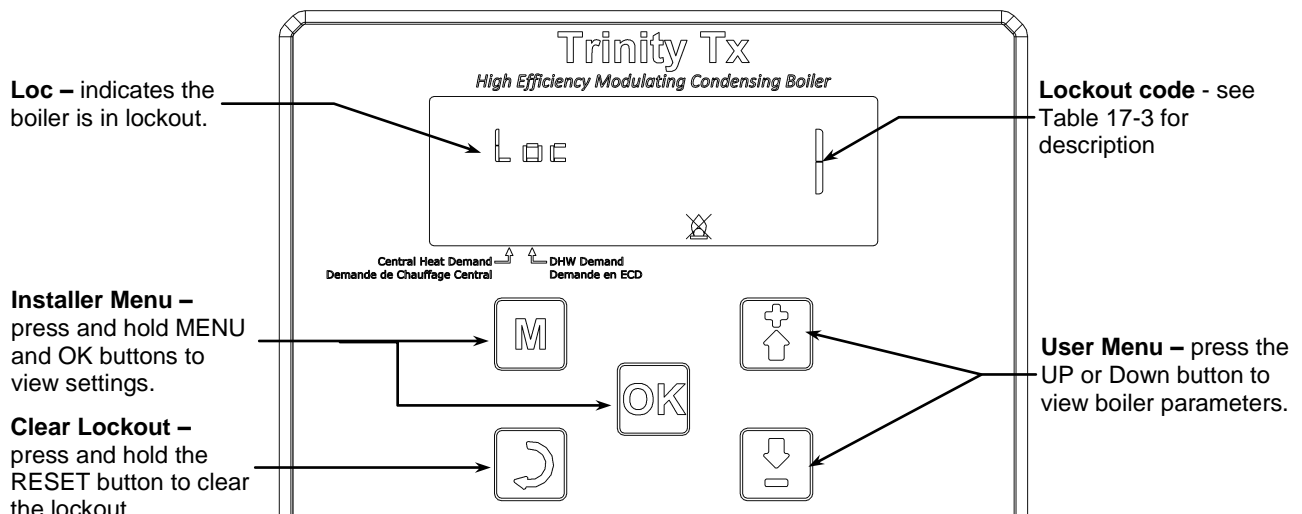 Trinity Tx
High Efficiency Modulating Condensing Boiler
Loc – indicates the
boiler is in lockout.
Lockout code - see
Table 17-3 for
description
Loc
1
Central Heat Demand
Demande de Chauffage Central
DHW Demand
Demande en ECD
Installer Menu –
press and hold MENU
and OK buttons to
view settings.
M
OK
User Menu – press the
UP or Down button to
view boiler parameters.
Clear Lockout –
press and hold the
RESET button to clear
the lockout